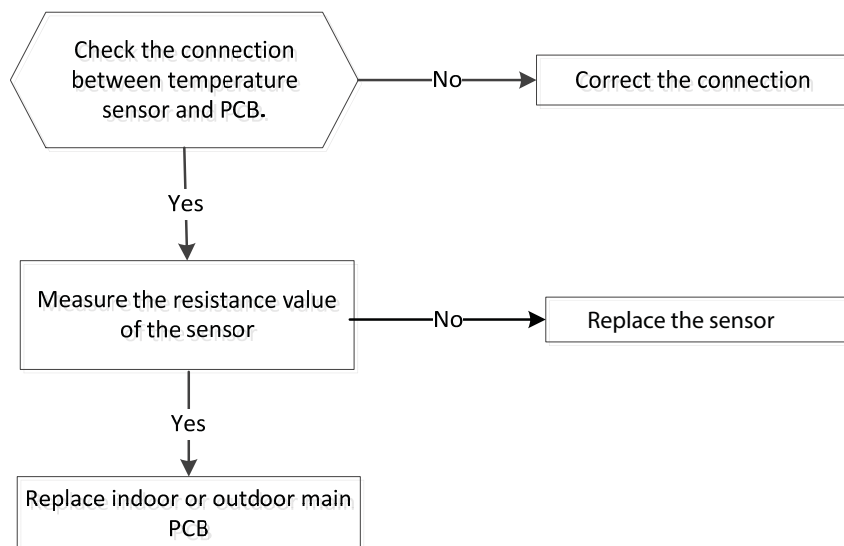 Check the connection
between temperature
sensor and PCB.
No
Correct the connection
Yes
Measure the resistance value
of the sensor
No
Replace the sensor
Yes
Replace indoor or outdoor main
PCB